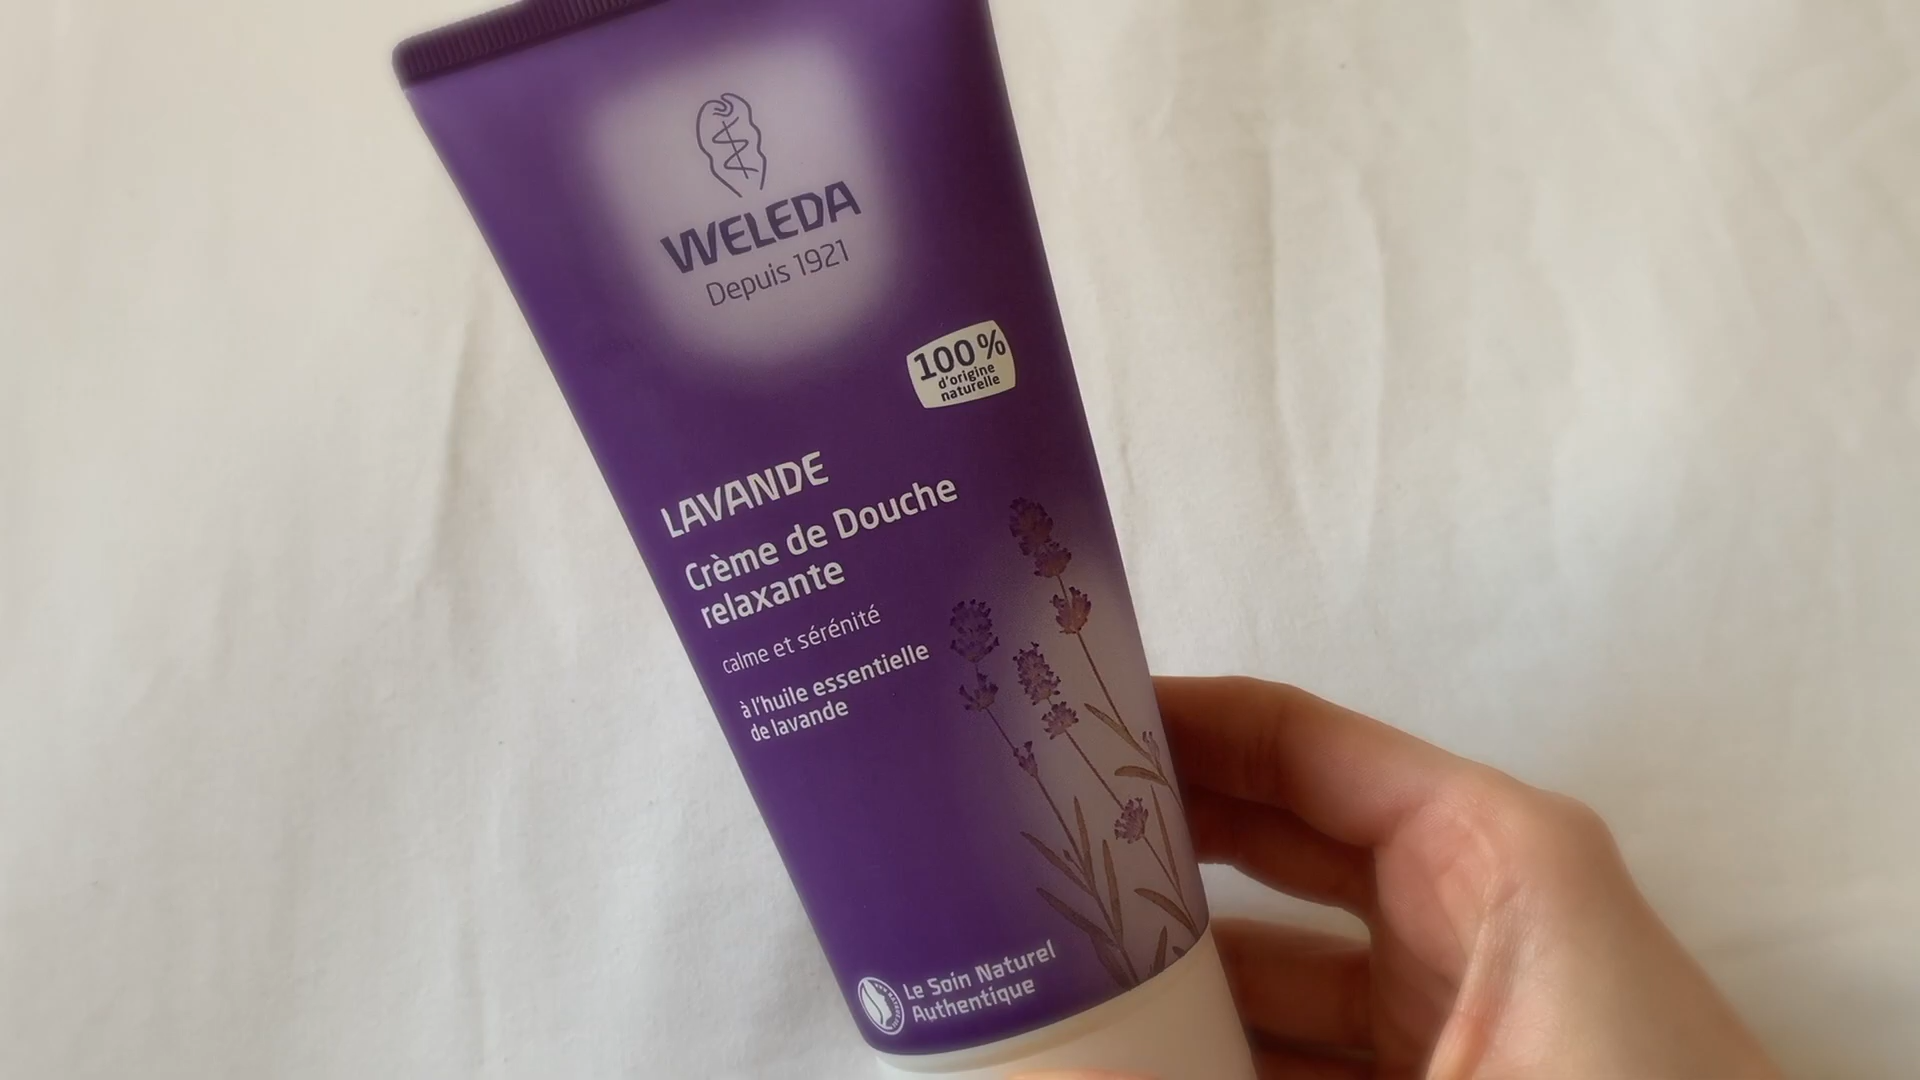 WELEDA
Depuis 1921
100%
d'origine
naturelle
LAVANDE
Crème de Douche
relaxante
calme et sérénité
à l'huile essentielle
de lavande
Le Soin Naturel
Authentique